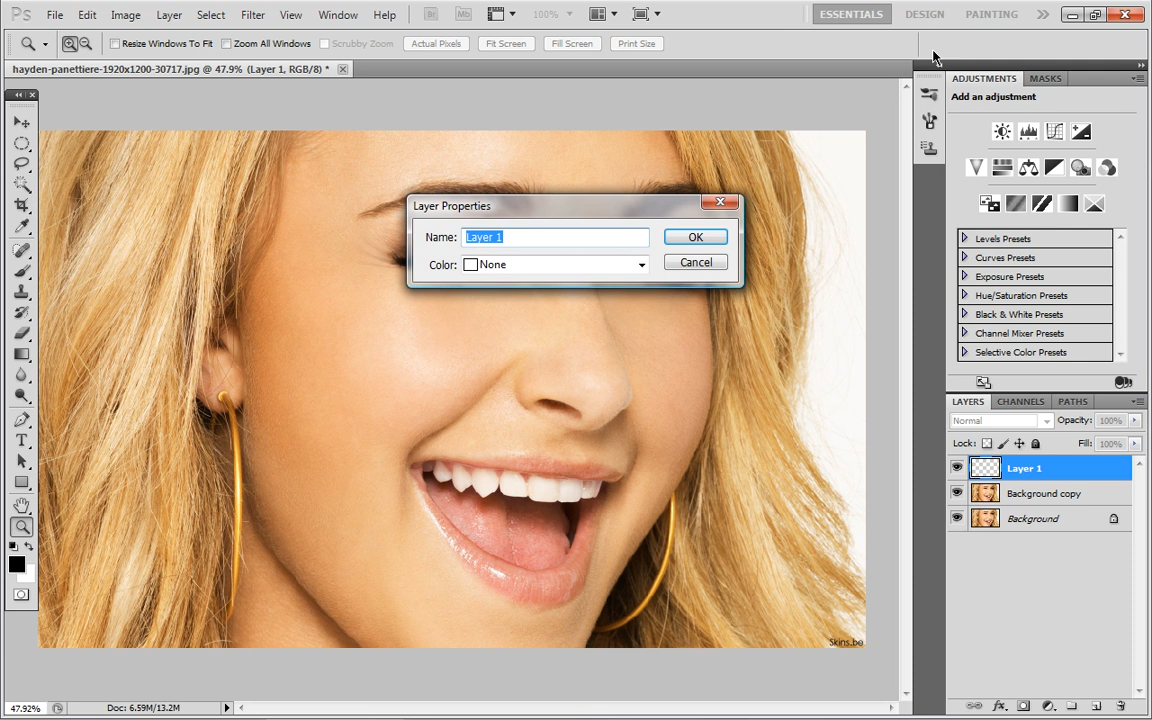 Ps File Edit Image Layer Select Filter View Window Help Br Mb 100% ESSENTIALS DESIGN PAINTING
Resize Windows To Fit Zoom All Windows Scrubby Zoom Actual Pixels Fit Screen Fill Screen Print Size
hayden-panettiere-1920x1200-30717.jpg @ 47.9% (Layer 1, RGB/8) *
ADJUSTMENTS MASKS
Add an adjustment
Layer Properties
Name: Layer 1 OK
Color: None Cancel
Levels Presets
Curves Presets
Exposure Presets
Hue/Saturation Presets
Black & White Presets
Channel Mixer Presets
Selective Color Presets
LAYERS CHANNELS PATHS
Normal Opacity: 100%
Lock: Fill: 100%
Layer 1
Background copy
Background
Skins.be
47.92% Doc: 6.59M/13.2M